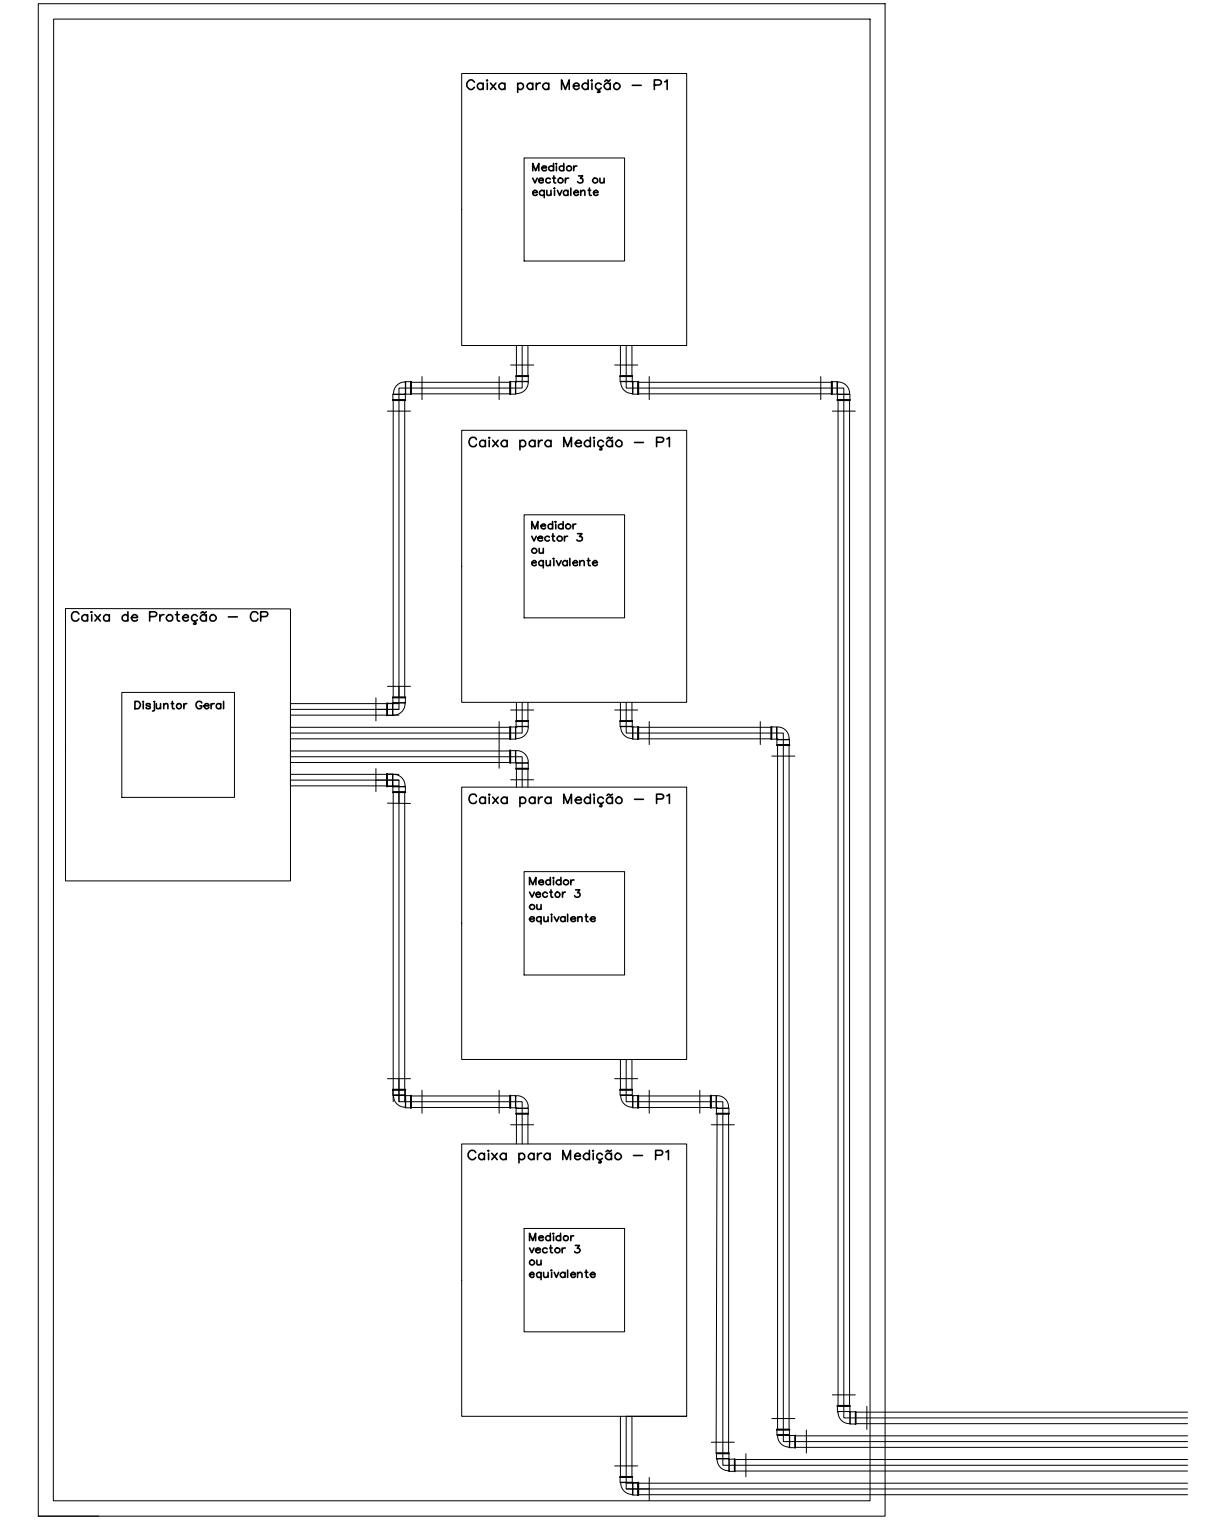 Caixa para Medição - P1
Medidor
vector 3 ou
equivalente
Caixa para Medição - P1
Medidor
vector 3
ou
equivalente
Caixa de Proteção - CP
Disjuntor Geral
Caixa para Medição - P1
Medidor
vector 3
ou
equivalente
Caixa para Medição - P1
Medidor
vector 3
ou
equivalente